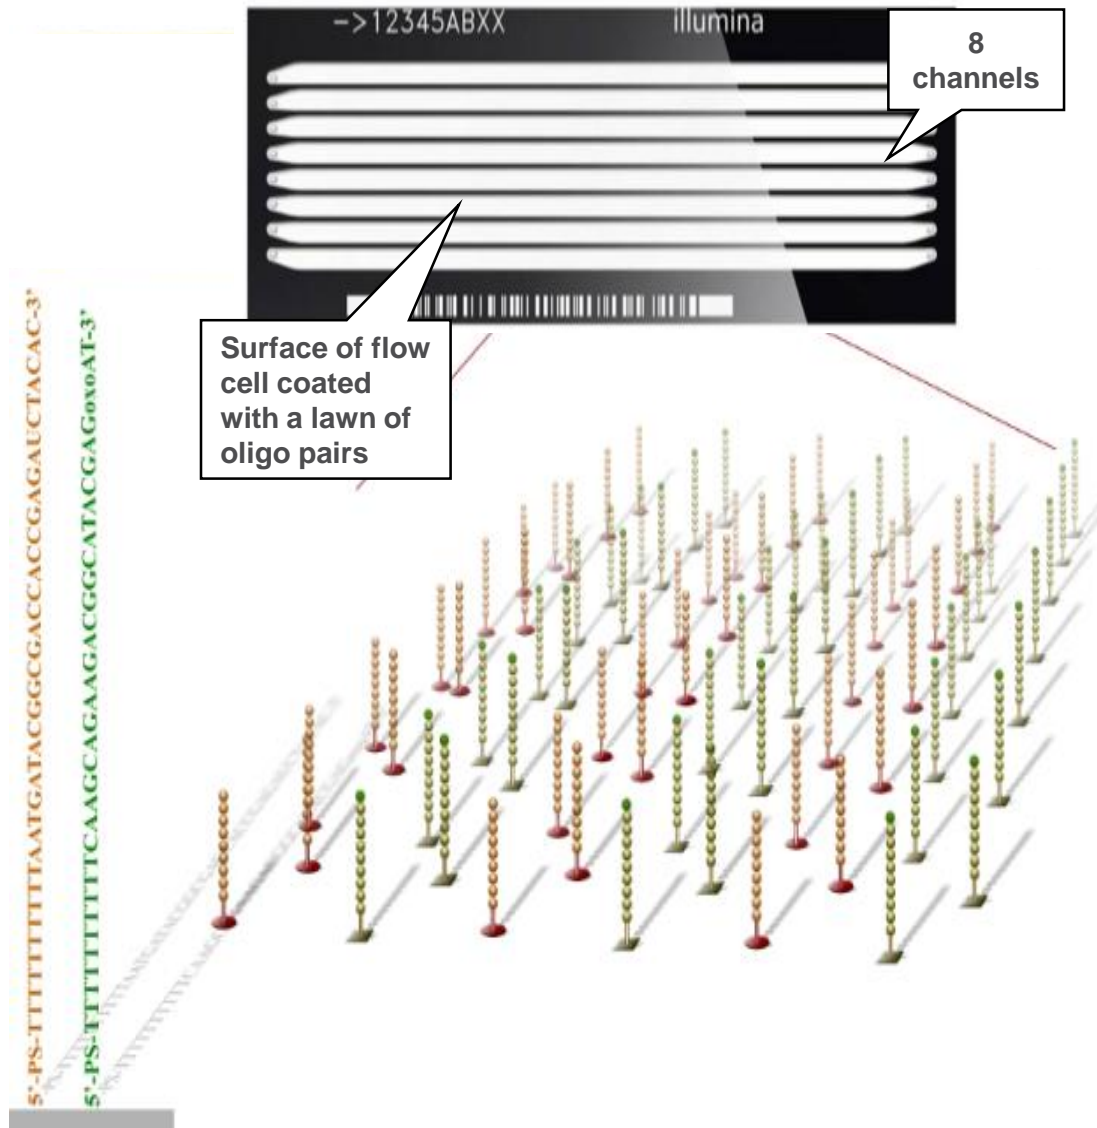 ->12345ABXX
illumina
8
channels
Surface of flow
cell coated
with a lawn of
oligo pairs
5'-PS-TTTTTTTTTTAATGATACGGCGACCACCGAGAUCTACAC-3'
5'-PS-TTTTTTTTTTCAAGCAGAAGACGGCATACGAGoxoAT-3'